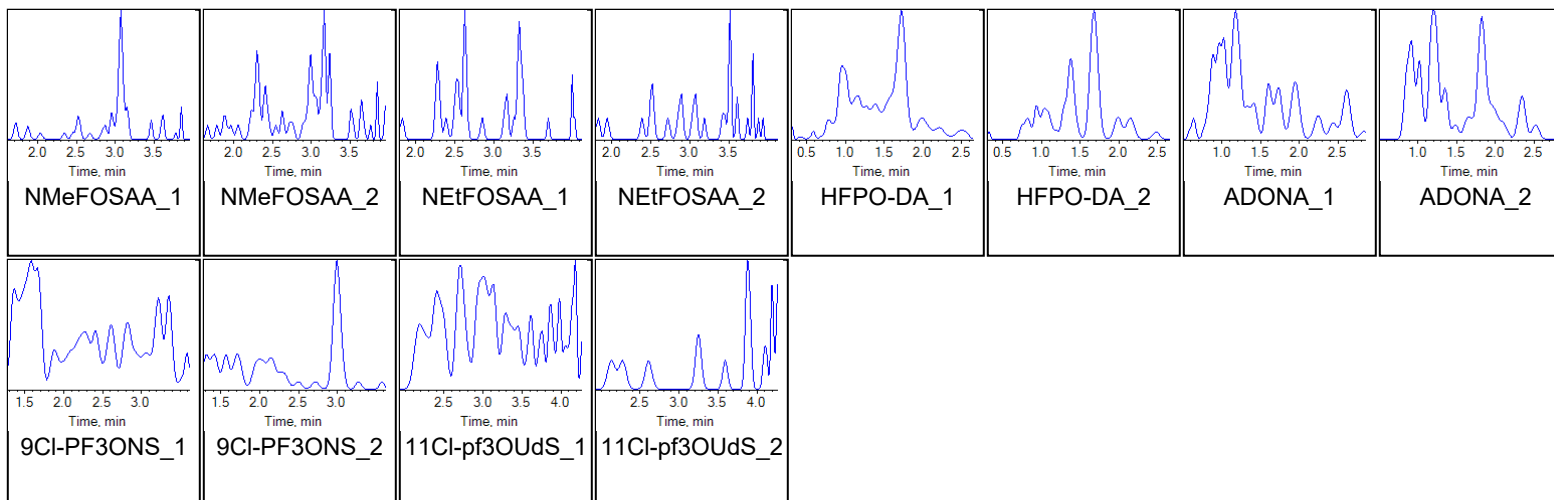 2.0 2.5 3.0 3.5 2.0 2.5 3.0 3.5 2.0 2.5 3.0 3.5 2.0 2.5 3.0 3.5 0.5 1.0 1.5 2.0 2.5 0.5 1.0 1.5 2.0 2.5 1.0 1.5 2.0 2.5 1.0 1.5 2.0 2.5
Time, min Time, min Time, min Time, min Time, min Time, min Time, min Time, min
NMeFOSAA_1 NMeFOSAA_2 NEtFOSAA_1 NEtFOSAA_2 HFPO-DA_1 HFPO-DA_2 ADONA_1 ADONA_2
1.5 2.0 2.5 3.0 1.5 2.0 2.5 3.0 2.5 3.0 3.5 4.0 2.5 3.0 3.5 4.0
Time, min Time, min Time, min Time, min
9Cl-PF3ONS_1 9Cl-PF3ONS_2 11Cl-pf3OUdS_1 11Cl-pf3OUdS_2